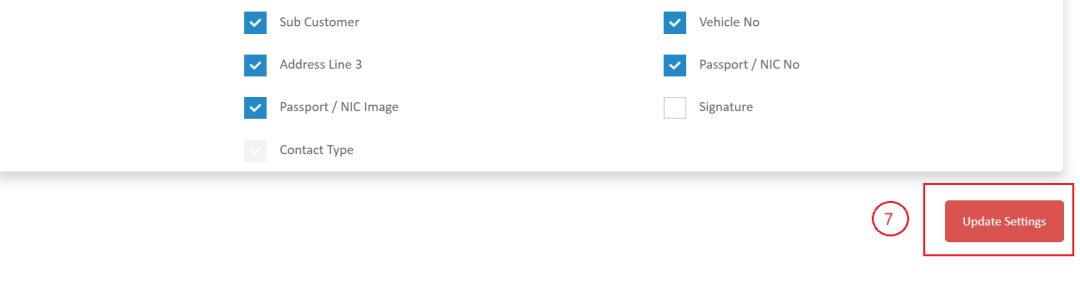 Sub Customer
Vehicle No
Address Line 3
Passport / NIC No
Passport / NIC Image
Signature
Contact Type
7
Update Settings